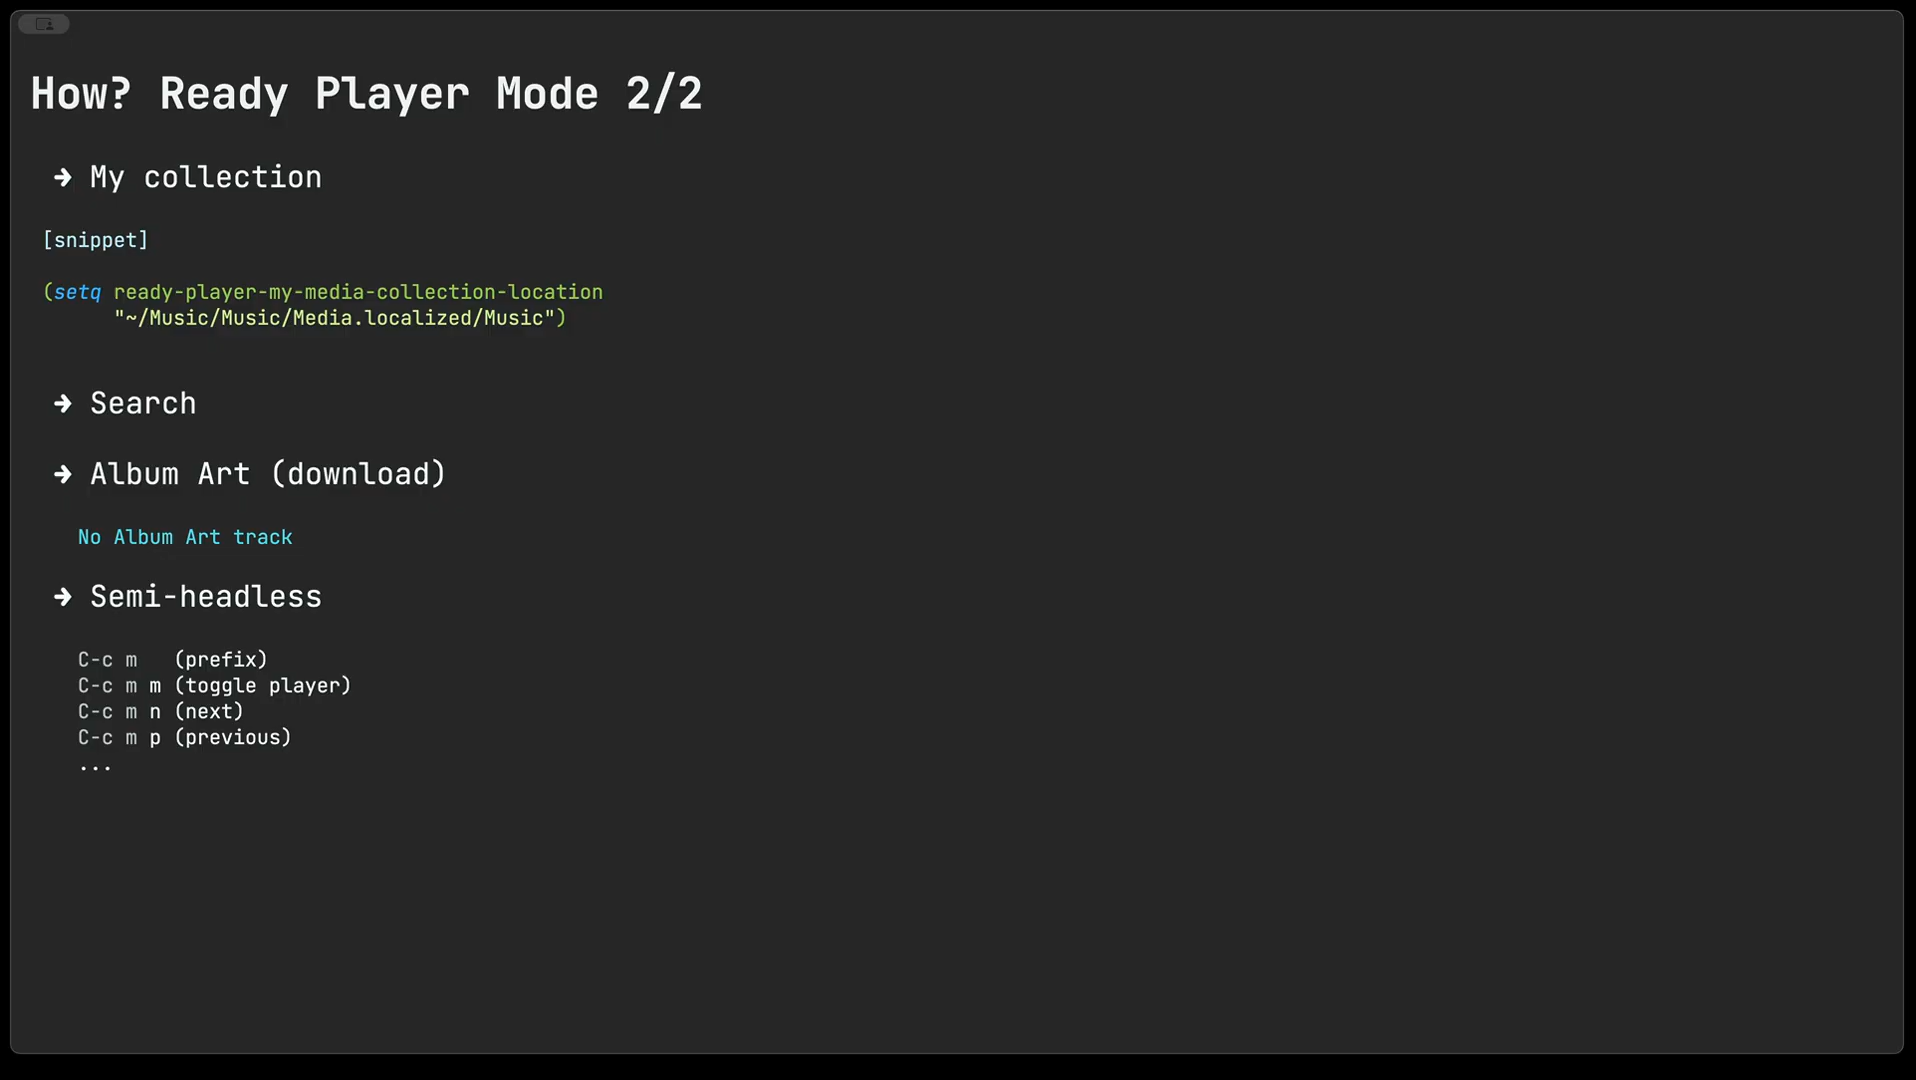 How? Ready Player Mode 2/2
➔ My collection
[snippet]
(setq ready-player-my-media-collection-location
"~/Music/Music/Media.localized/Music")
➔ Search
➔ Album Art (download)
No Album Art track
➔ Semi-headless
C-c m   (prefix)
C-c m m (toggle player)
C-c m n (next)
C-c m p (previous)
...